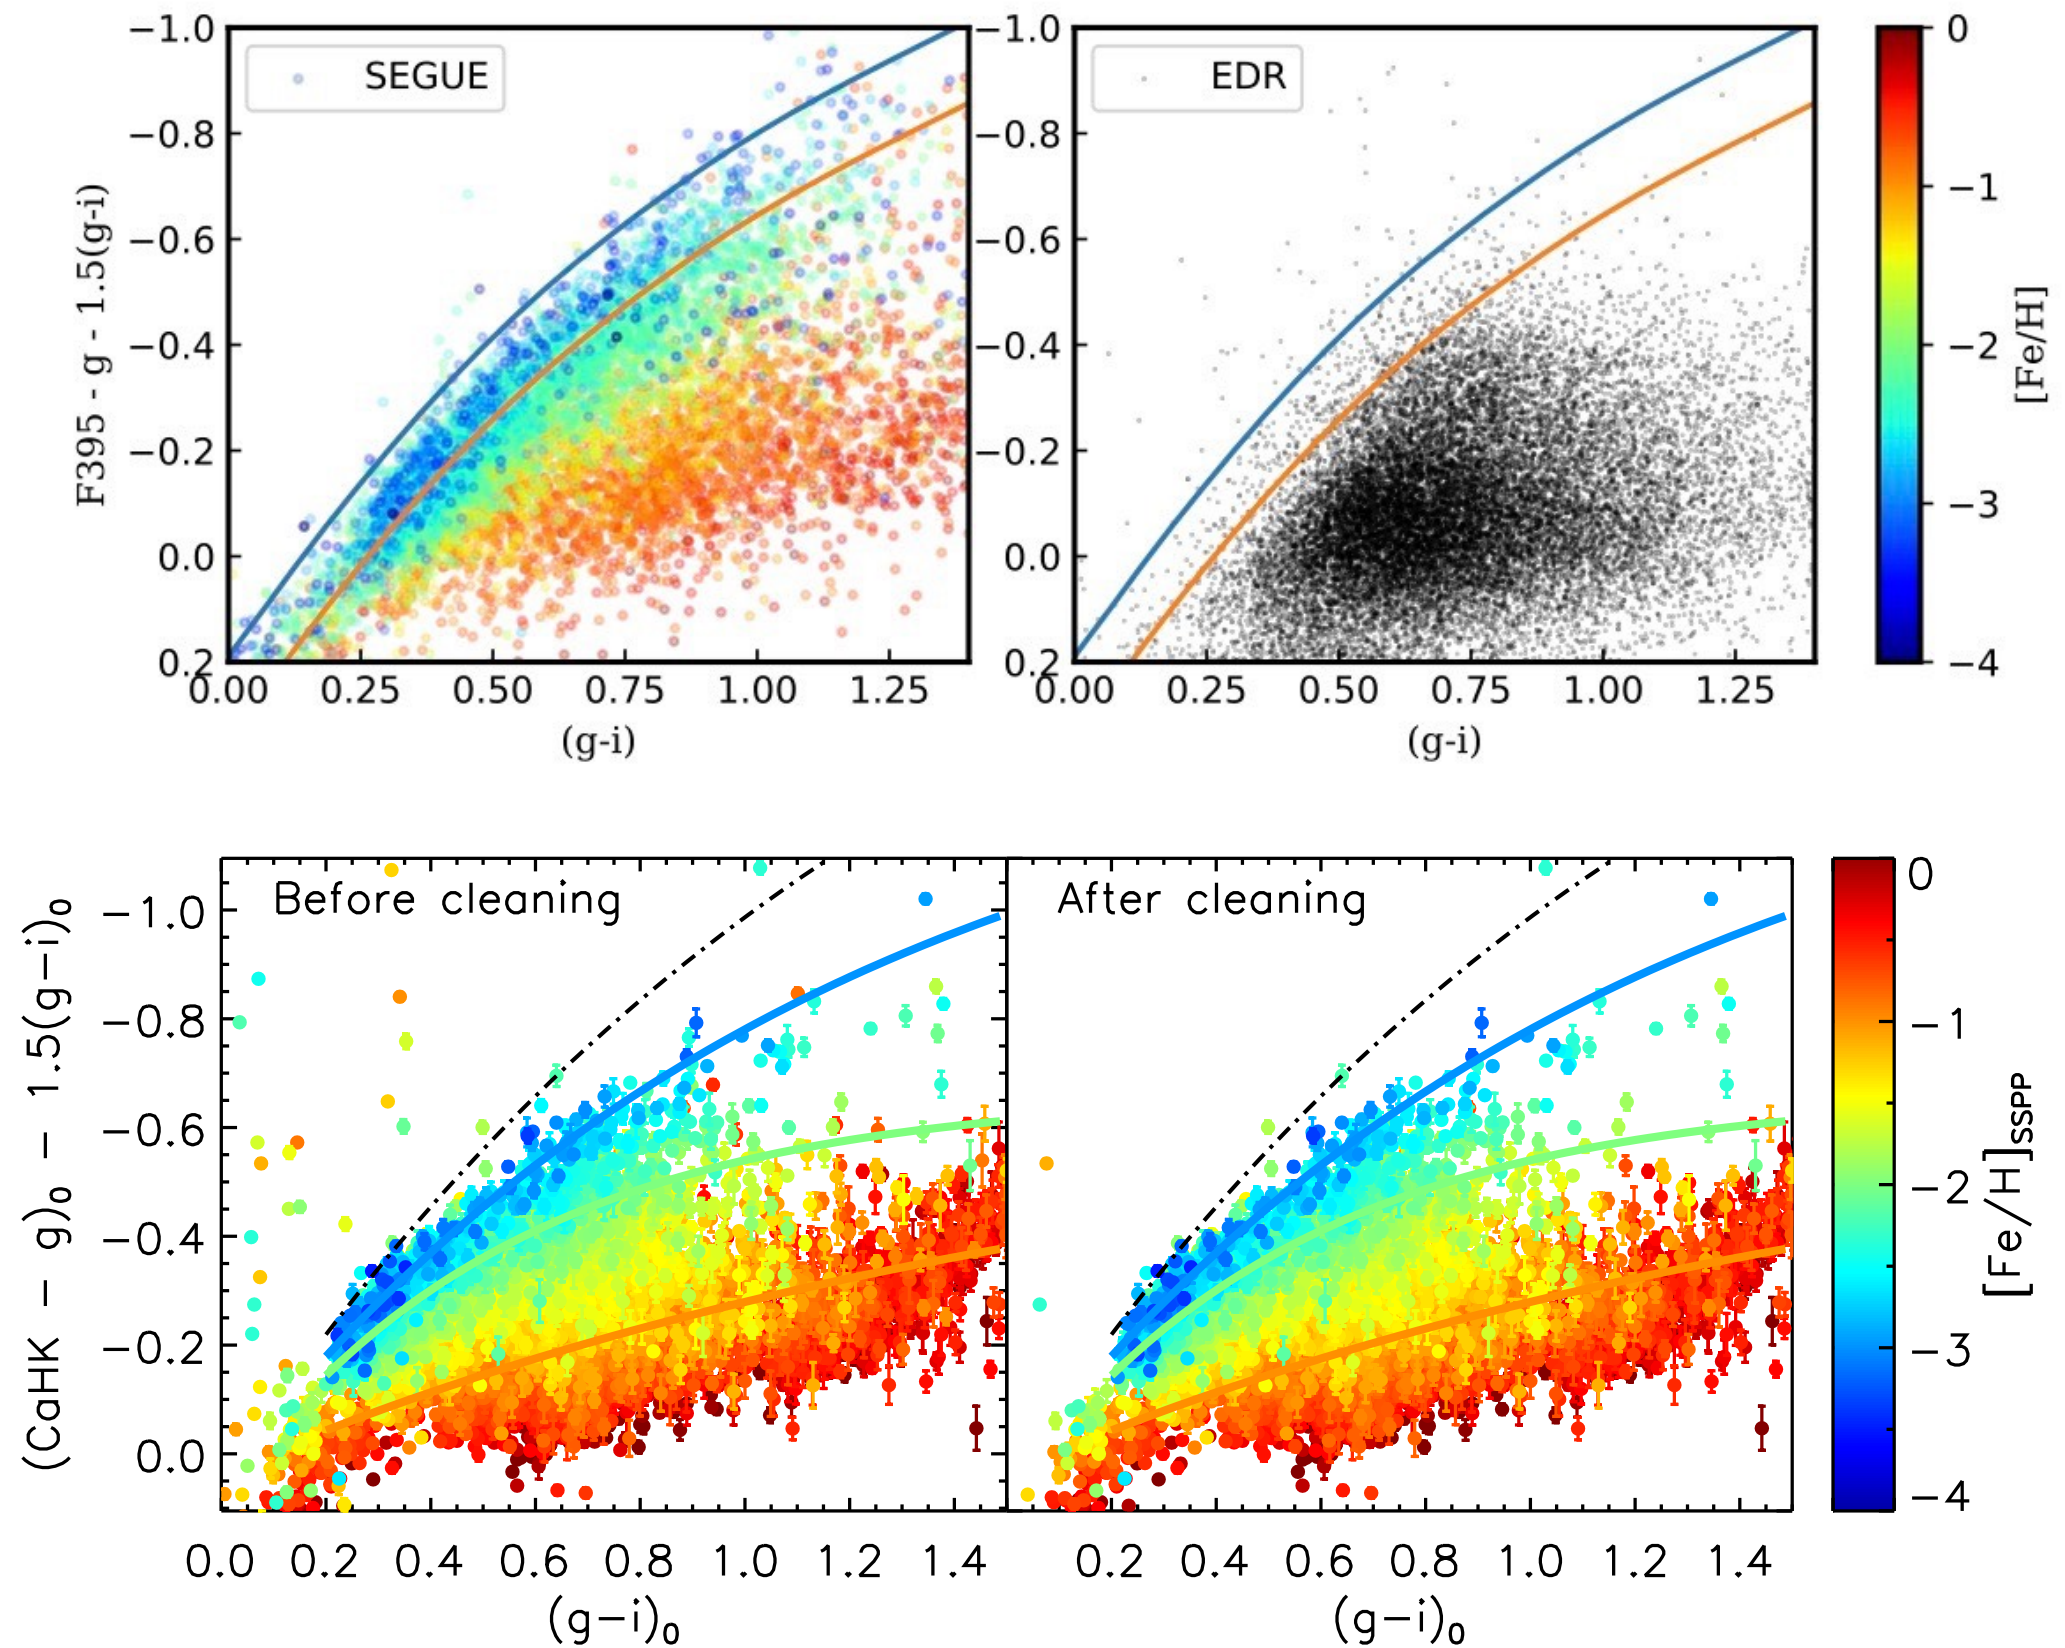 −1.0
−0.8
−0.6
−0.4
−0.2
0.0
0.2
F395 - g - 1.5(g-i)
SEGUE
0.00 0.25 0.50 0.75 1.00 1.25
(g-i)
−1.0
−0.8
−0.6
−0.4
−0.2
0.0
0.2
EDR
0.00 0.25 0.50 0.75 1.00 1.25
(g-i)
0
−1
−2
−3
−4
[Fe/H]
(CaHK − g)₀ − 1.5(g−i)₀
−1.0
−0.8
−0.6
−0.4
−0.2
0.0
Before cleaning
0.0 0.2 0.4 0.6 0.8 1.0 1.2 1.4
(g−i)₀
After cleaning
0.2 0.4 0.6 0.8 1.0 1.2 1.4
(g−i)₀
0
−1
−2
−3
−4
[Fe/H]SSPP